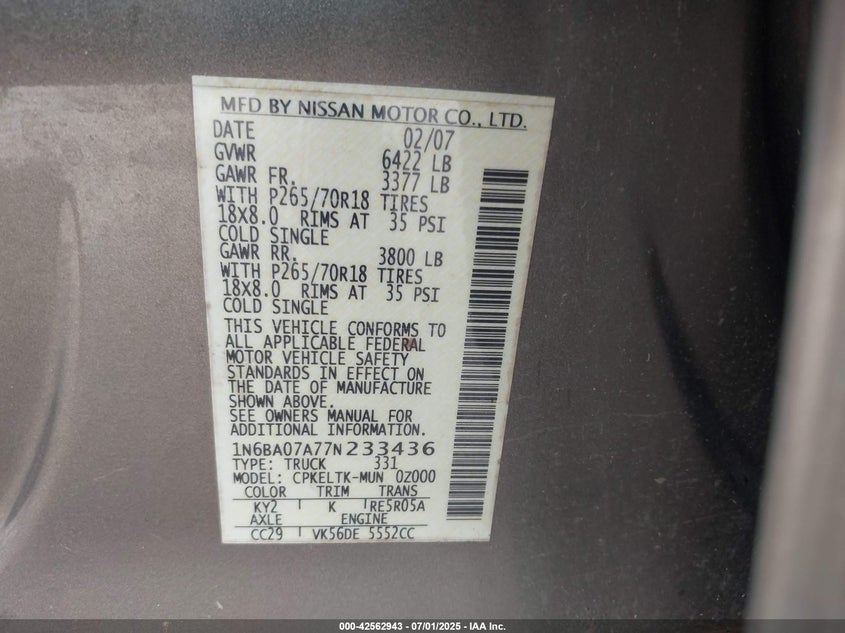 MFD BY NISSAN MOTOR CO., LTD.
DATE 02/07
GVWR 6422 LB
GAWR FR. 3377 LB
WITH P265/70R18 TIRES
18X8.0 RIMS AT 35 PSI
COLD SINGLE
GAWR RR. 3800 LB
WITH P265/70R18 TIRES
18X8.0 RIMS AT 35 PSI
COLD SINGLE
THIS VEHICLE CONFORMS TO
ALL APPLICABLE FEDERAL
MOTOR VEHICLE SAFETY
STANDARDS IN EFFECT ON
THE DATE OF MANUFACTURE
SHOWN ABOVE.
SEE OWNERS MANUAL FOR
ADDITIONAL INFORMATION.
1N6BA07A77N233436
TYPE: TRUCK 331
MODEL: CPKELTK-MUN 0Z000
COLOR TRIM TRANS
KY2 K RE5R05A
AXLE ENGINE
CC29 VK56DE 5552CC
000-42562943 - 07/01/2025 - IAA Inc.